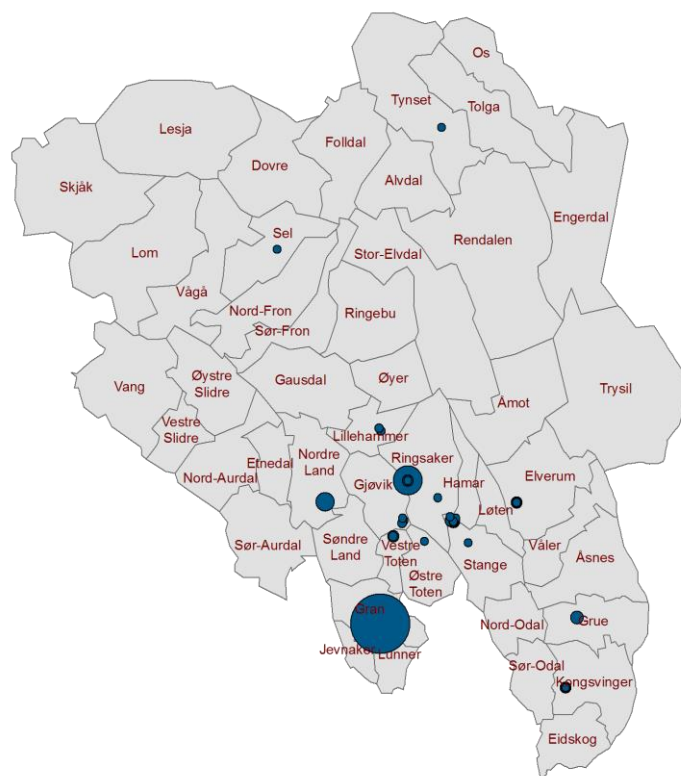 Os
Tynset
Tolga
Lesja
Folldal
Dovre
Alvdal
Skjåk
Engerdal
Sel
Rendalen
Lom
Stor-Elvdal
Vågå
Nord-Fron
Ringebu
Sør-Fron
Øystre
Slidre
Gausdal
Øyer
Vang
Trysil
Åmot
Vestre
Slidre
Lillehammer
Nordre
Land
Ringsaker
Etnedal
Nord-Aurdal
Gjøvik
Hamar
Elverum
Løten
Søndre
Land
Vestre
Toten
Våler
Sør-Aurdal
Stange
Åsnes
Østre
Toten
Gran
Nord-Odal
Grue
Jevnaker
Lunner
Sør-Odal
Kongsvinger
Eidskog